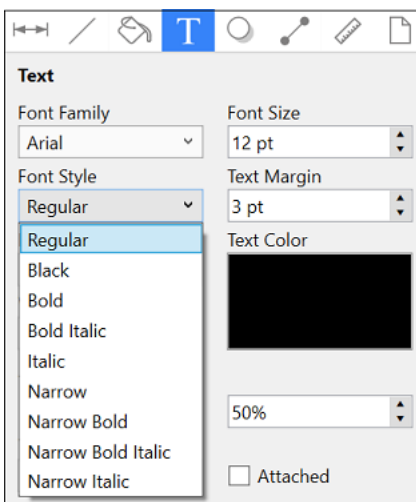 T
Text
Font Family Font Size
Arial 12 pt
Font Style Text Margin
Regular 3 pt
Regular Text Color
Black
Bold
Bold Italic
Italic
Narrow
Narrow Bold 50%
Narrow Bold Italic
Narrow Italic Attached